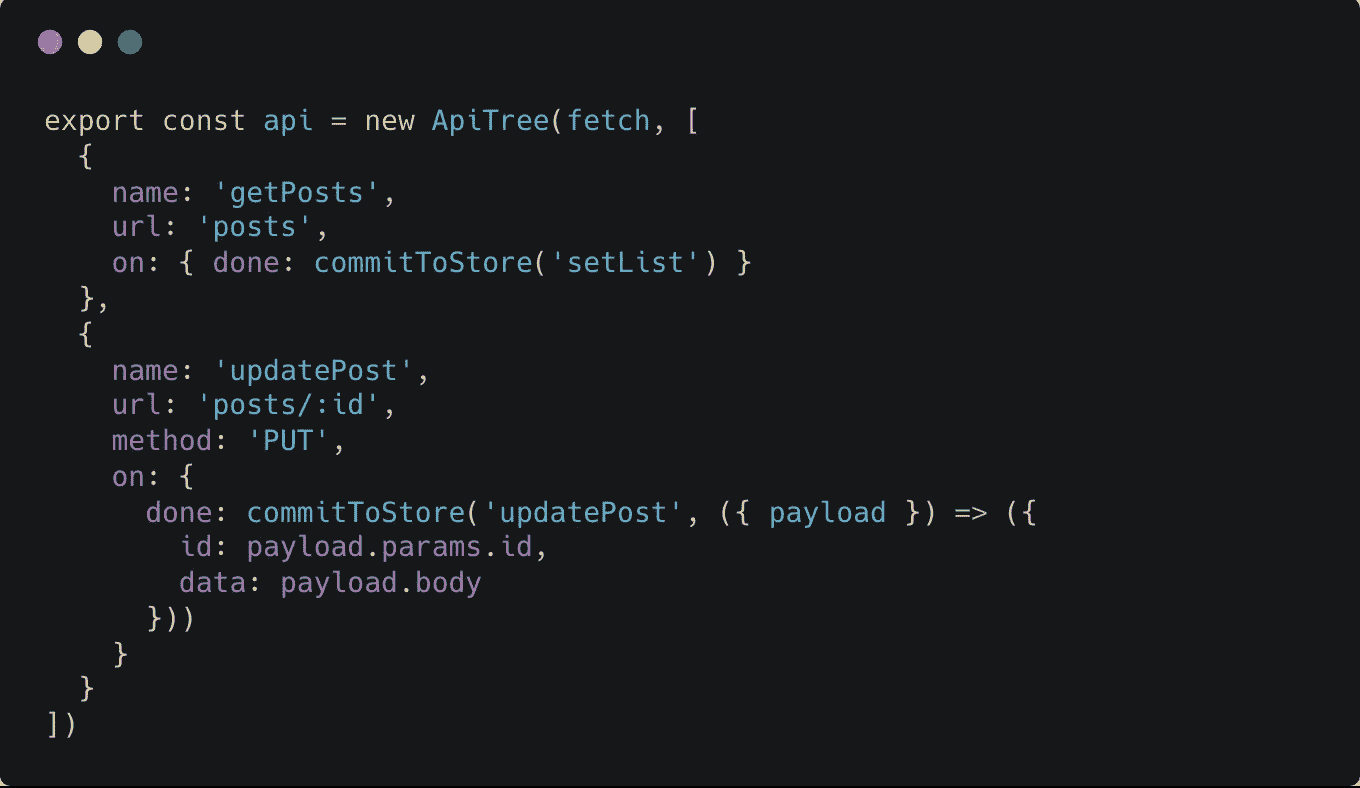 export const api = new ApiTree(fetch, [
  {
    name: 'getPosts',
    url: 'posts',
    on: { done: commitToStore('setList') }
  },
  {
    name: 'updatePost',
    url: 'posts/:id',
    method: 'PUT',
    on: {
      done: commitToStore('updatePost', ({ payload }) => ({
        id: payload.params.id,
        data: payload.body
      }))
    }
  }
])